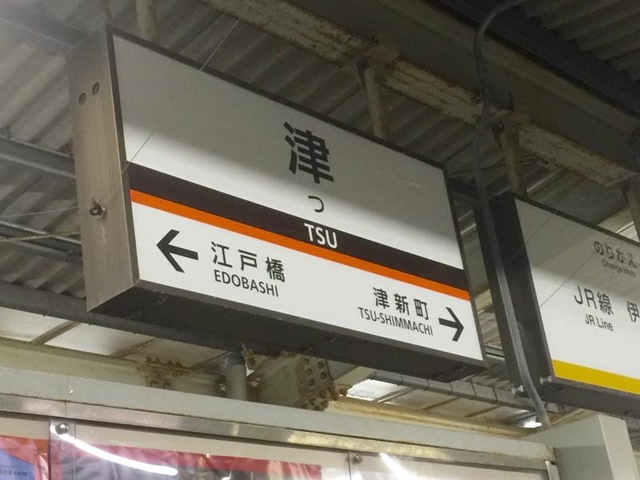 津
つ
TSU
江戸橋
EDOBASHI
津新町
TSU-SHIMMACHI
のりかえ
JR線 伊
JR Line